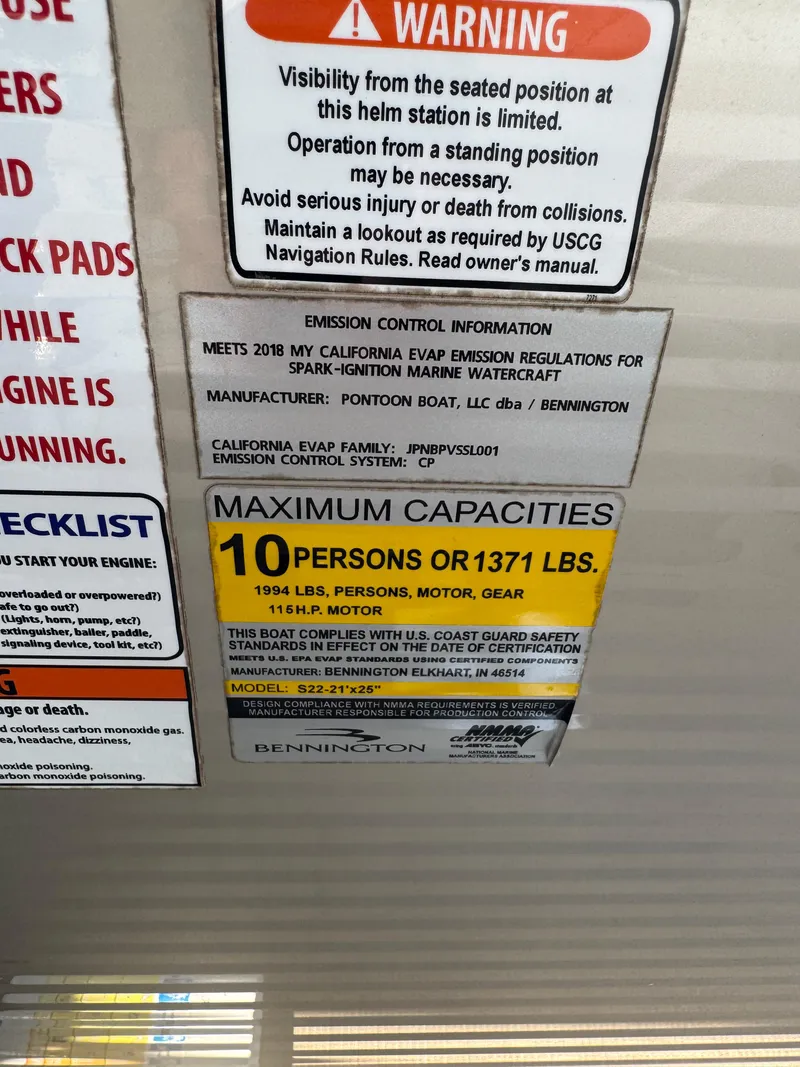 USE
ERS
ND
CK PADS
WHILE
GINE IS
UNNING.
ECKLIST
U START YOUR ENGINE:
overloaded or overpowered?)
afe to go out?)
(Lights, horn, pump, etc?)
extinguisher, bailer, paddle,
signaling device, tool kit, etc?)
G
age or death.
d colorless carbon monoxide gas.
ea, headache, dizziness,
noxide poisoning.
arbon monoxide poisoning.
WARNING
Visibility from the seated position at
this helm station is limited.
Operation from a standing position
may be necessary.
Avoid serious injury or death from collisions.
Maintain a lookout as required by USCG
Navigation Rules. Read owner's manual.
EMISSION CONTROL INFORMATION
MEETS 2018 MY CALIFORNIA EVAP EMISSION REGULATIONS FOR
SPARK-IGNITION MARINE WATERCRAFT
MANUFACTURER: PONTOON BOAT, LLC dba / BENNINGTON
CALIFORNIA EVAP FAMILY: JPNBPVSSL001
EMISSION CONTROL SYSTEM: CP
MAXIMUM CAPACITIES
10 PERSONS OR 1371 LBS.
1994 LBS, PERSONS, MOTOR, GEAR
115 H.P. MOTOR
THIS BOAT COMPLIES WITH U.S. COAST GUARD SAFETY
STANDARDS IN EFFECT ON THE DATE OF CERTIFICATION
MEETS U.S. EPA EVAP STANDARDS USING CERTIFIED COMPONENTS
MANUFACTURER: BENNINGTON ELKHART, IN 46514
MODEL: S22-21'x25"
DESIGN COMPLIANCE WITH NMMA REQUIREMENTS IS VERIFIED.
MANUFACTURER RESPONSIBLE FOR PRODUCTION CONTROL.
BENNINGTON
NMMA
CERTIFIED
using ABYC standards
NATIONAL MARINE
MANUFACTURERS ASSOCIATION